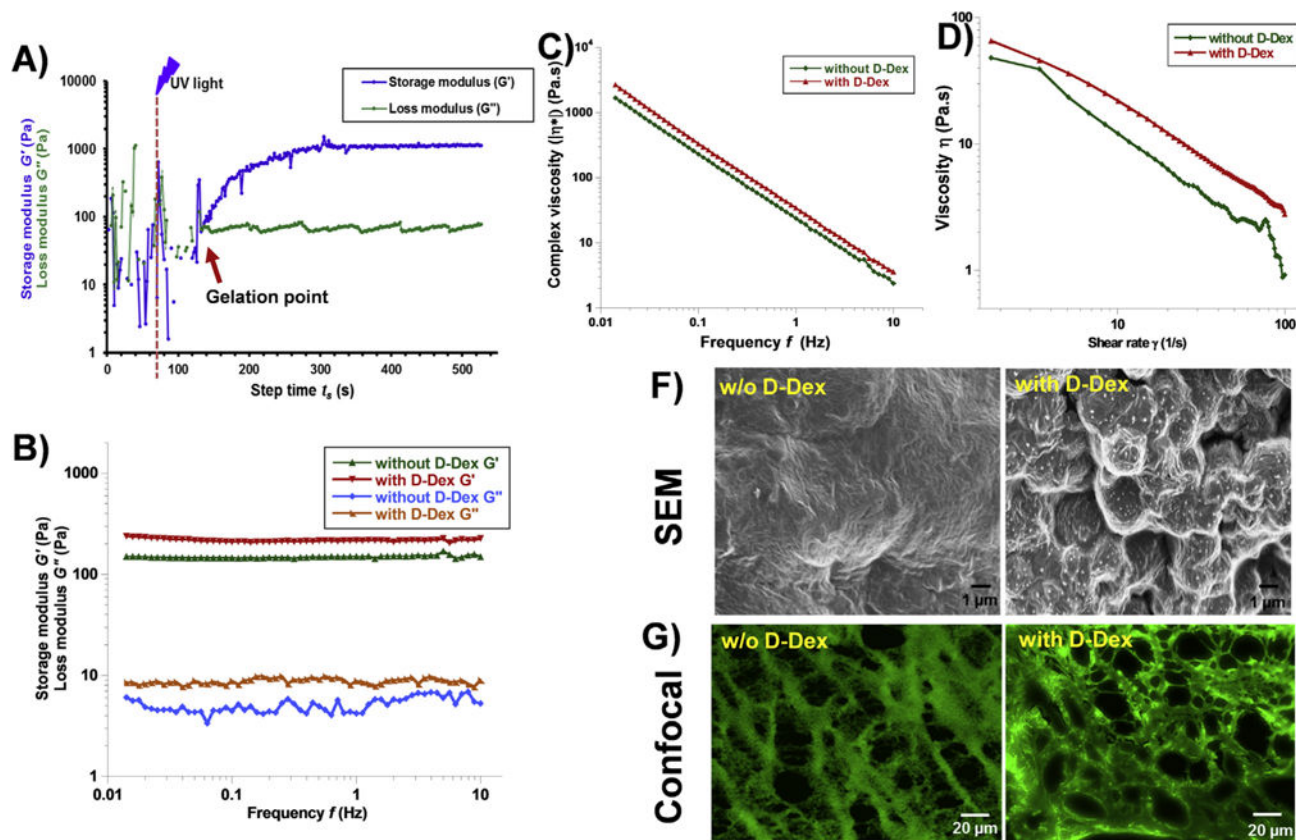 A)
UV light
Storage modulus (G')
Loss modulus (G'')
Storage modulus G' (Pa)
Loss modulus G'' (Pa)
10000
1000
100
10
1
Gelation point
0 100 200 300 400 500
Step time ts (s)
B)
without D-Dex G'
with D-Dex G'
without D-Dex G''
with D-Dex G''
Storage modulus G' (Pa)
Loss modulus G'' (Pa)
1000
100
10
1
0.01 0.1 1 10
Frequency f (Hz)
C)
without D-Dex
with D-Dex
Complex viscosity (|η*|) (Pa.s)
10⁴
1000
100
10
1
0.01 0.1 1 10
Frequency f (Hz)
D)
without D-Dex
with D-Dex
Viscosity η (Pa.s)
100
10
1
10 100
Shear rate γ (1/s)
F)
SEM
w/o D-Dex
1 µm
with D-Dex
1 µm
G)
Confocal
w/o D-Dex
20 µm
with D-Dex
20 µm